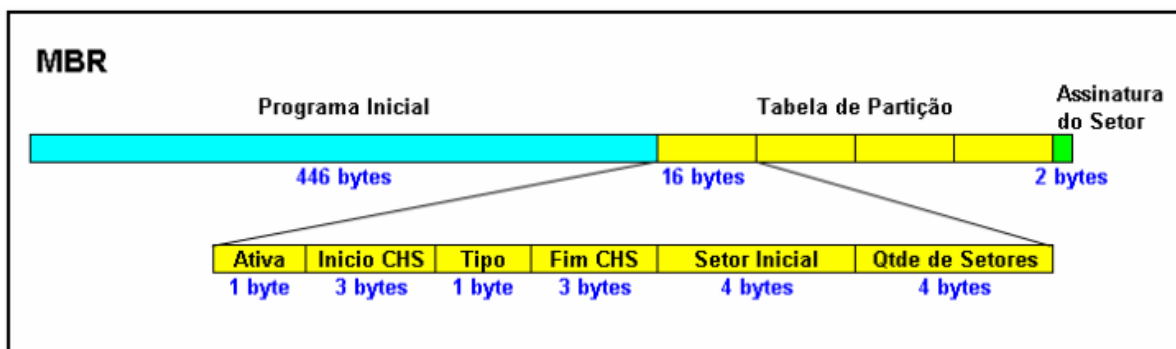 MBR
Programa Inicial
Tabela de Partição
Assinatura
do Setor
446 bytes
16 bytes
2 bytes
Ativa
Inicio CHS
Tipo
Fim CHS
Setor Inicial
Qtde de Setores
1 byte
3 bytes
1 byte
3 bytes
4 bytes
4 bytes